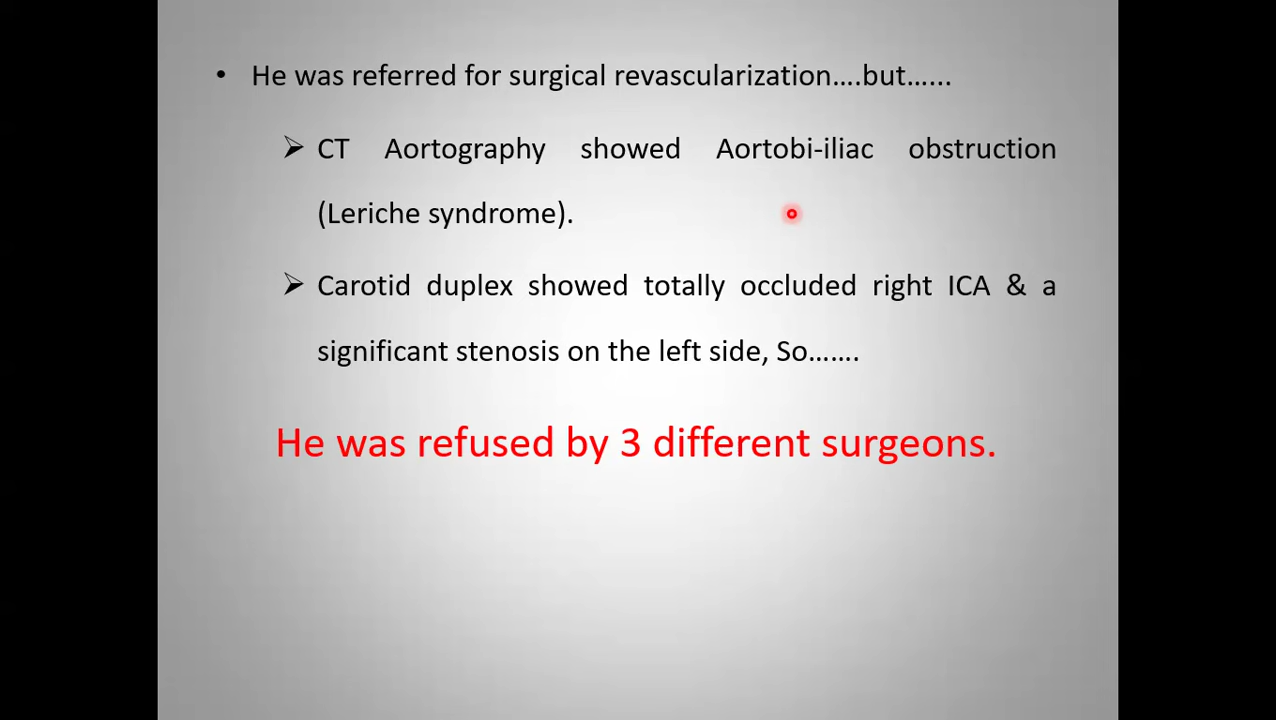 • He was referred for surgical revascularization….but…...
➢ CT Aortography showed Aortobi-iliac obstruction
(Leriche syndrome).
➢ Carotid duplex showed totally occluded right ICA & a
significant stenosis on the left side, So…….
He was refused by 3 different surgeons.